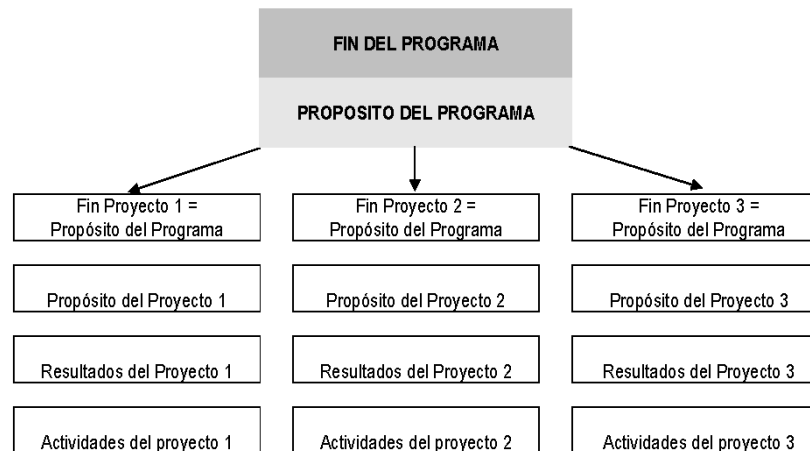 FIN DEL PROGRAMA
PROPOSITO DEL PROGRAMA
Fin Proyecto 1 =
Propósito del Programa
Fin Proyecto 2 =
Propósito del Programa
Fin Proyecto 3 =
Propósito del Programa
Propósito del Proyecto 1
Propósito del Proyecto 2
Propósito del Proyecto 3
Resultados del Proyecto 1
Resultados del Proyecto 2
Resultados del Proyecto 3
Actividades del proyecto 1
Actividades del proyecto 2
Actividades del proyecto 3